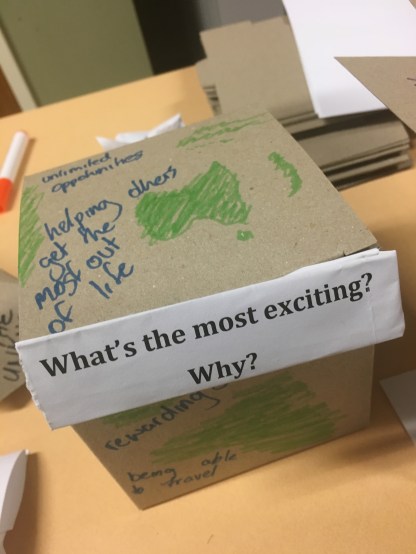 unlimited
oppotunities
helping others
get the
most out
of life
What's the most exciting?
Why?
rewarding
being able
to travel